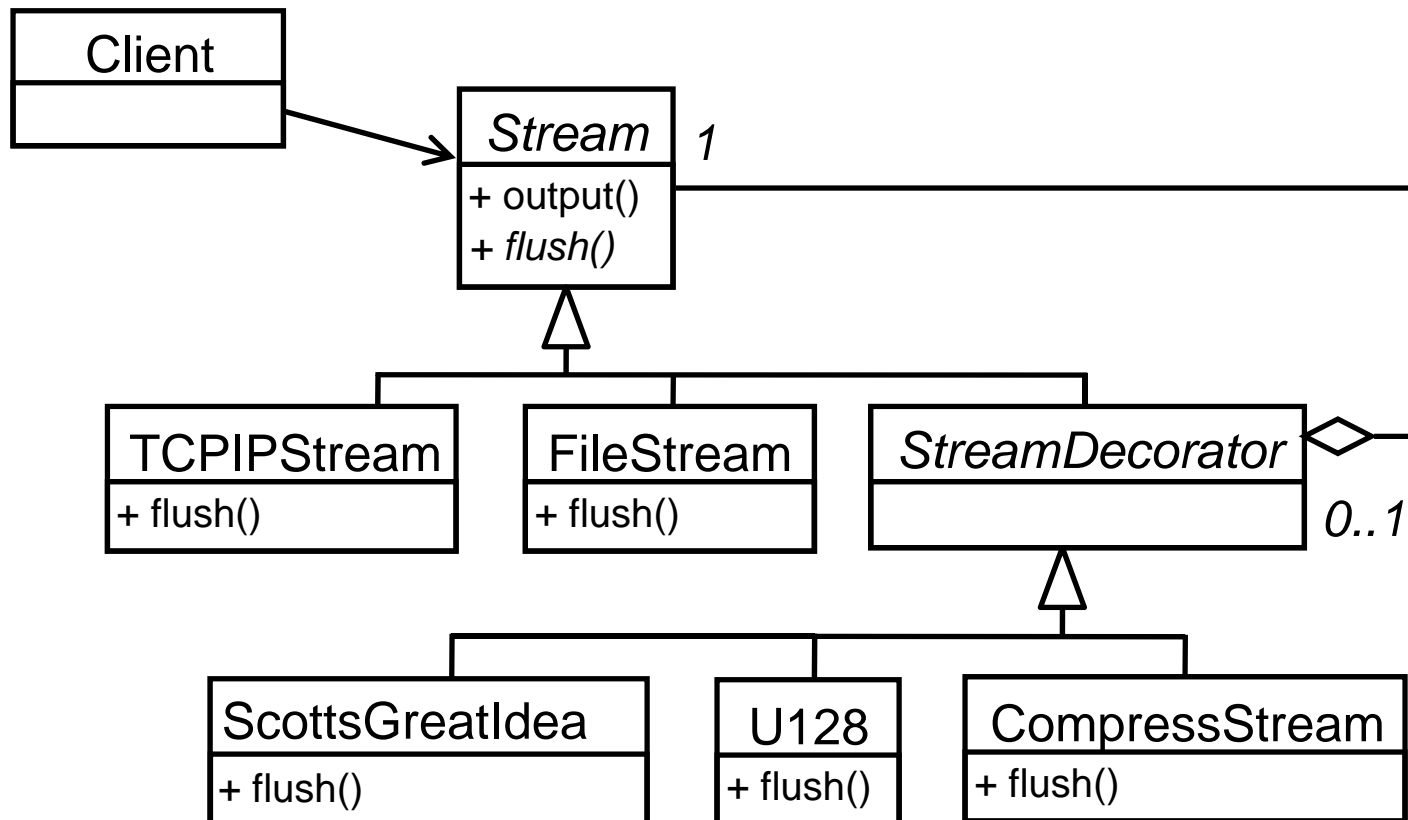 Client
Stream
1
+ output()
+ flush()
TCPIPStream
+ flush()
FileStream
+ flush()
StreamDecorator
0..1
ScottsGreatIdea
+ flush()
U128
+ flush()
CompressStream
+ flush()